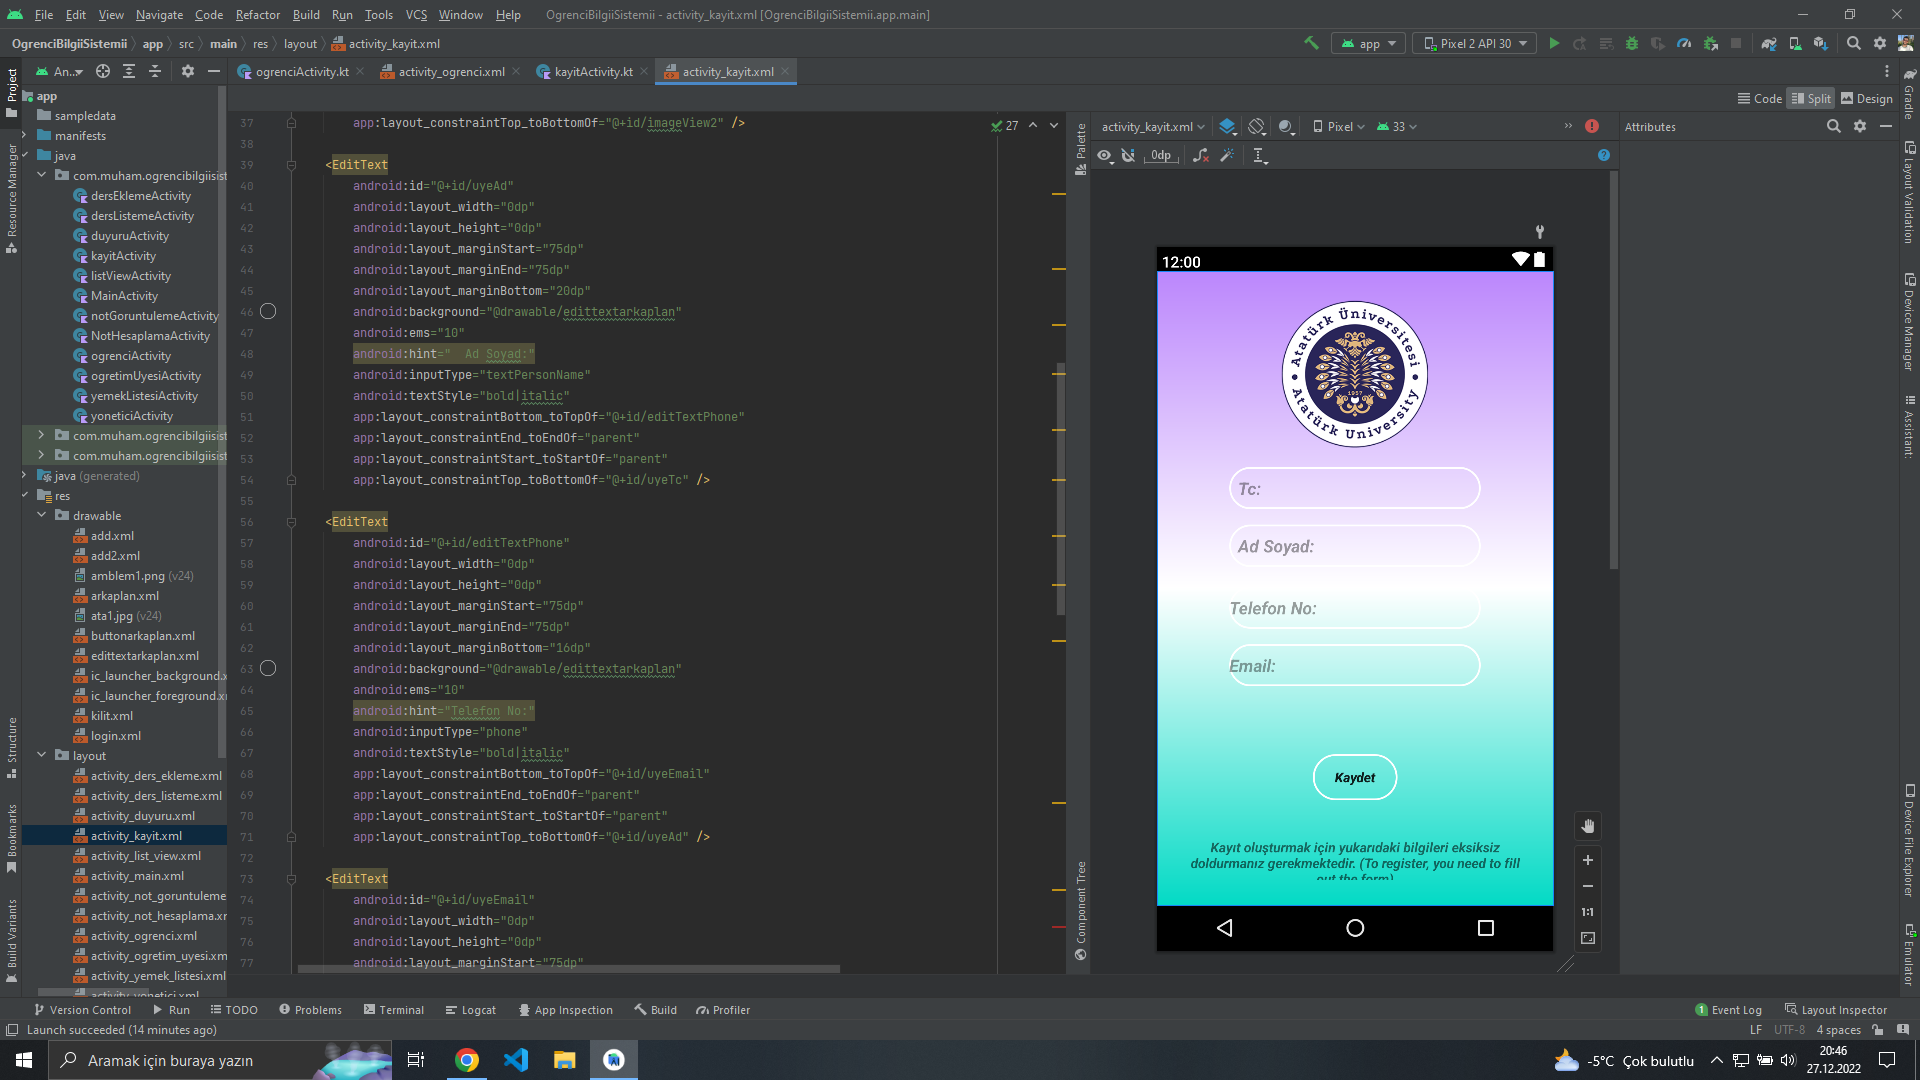 File Edit View Navigate Code Refactor Build Run Tools VCS Window Help OgrenciBilgiiSistemii - activity_kayit.xml [OgrenciBilgiiSistemii.app.main]
OgrenciBilgiiSistemii app src main res layout activity_kayit.xml
app Pixel 2 API 30
An... ogrenciActivity.kt activity_ogrenci.xml kayitActivity.kt activity_kayit.xml
Code Split Design
Project
Resource Manager
Structure
Bookmarks
Build Variants
app
sampledata
manifests
java
com.muham.ogrencibilgiisist
dersEklemeActivity
dersListemeActivity
duyuruActivity
kayitActivity
listViewActivity
MainActivity
notGoruntulemeActivity
NotHesaplamaActivity
ogrenciActivity
ogretimUyesiActivity
yemekListesiActivity
yoneticiActivity
com.muham.ogrencibilgiisist
com.muham.ogrencibilgiisist
java (generated)
res
drawable
add.xml
add2.xml
amblem1.png (v24)
arkaplan.xml
ata1.jpg (v24)
buttonarkaplan.xml
edittextarkaplan.xml
ic_launcher_background.x
ic_launcher_foreground.x
kilit.xml
login.xml
layout
activity_ders_ekleme.xml
activity_ders_listeme.xml
activity_duyuru.xml
activity_kayit.xml
activity_list_view.xml
activity_main.xml
activity_not_goruntuleme
activity_not_hesaplama.xr
activity_ogrenci.xml
activity_ogretim_uyesi.xm
activity_yemek_listesi.xml
activity_yonetici.xml
27
37 app:layout_constraintTop_toBottomOf="@+id/imageView2" />
38
39 <EditText
40 android:id="@+id/uyeAd"
41 android:layout_width="0dp"
42 android:layout_height="0dp"
43 android:layout_marginStart="75dp"
44 android:layout_marginEnd="75dp"
45 android:layout_marginBottom="20dp"
46 android:background="@drawable/edittextarkaplan"
47 android:ems="10"
48 android:hint="  Ad Soyad:"
49 android:inputType="textPersonName"
50 android:textStyle="bold|italic"
51 app:layout_constraintBottom_toTopOf="@+id/editTextPhone"
52 app:layout_constraintEnd_toEndOf="parent"
53 app:layout_constraintStart_toStartOf="parent"
54 app:layout_constraintTop_toBottomOf="@+id/uyeTc" />
55
56 <EditText
57 android:id="@+id/editTextPhone"
58 android:layout_width="0dp"
59 android:layout_height="0dp"
60 android:layout_marginStart="75dp"
61 android:layout_marginEnd="75dp"
62 android:layout_marginBottom="16dp"
63 android:background="@drawable/edittextarkaplan"
64 android:ems="10"
65 android:hint="Telefon No:"
66 android:inputType="phone"
67 android:textStyle="bold|italic"
68 app:layout_constraintBottom_toTopOf="@+id/uyeEmail"
69 app:layout_constraintEnd_toEndOf="parent"
70 app:layout_constraintStart_toStartOf="parent"
71 app:layout_constraintTop_toBottomOf="@+id/uyeAd" />
72
73 <EditText
74 android:id="@+id/uyeEmail"
75 android:layout_width="0dp"
76 android:layout_height="0dp"
77 android:layout_marginStart="75dp"
Palette
Component Tree
activity_kayit.xml Pixel 33
0dp
12:00
Atatürk Üniversitesi
1957
Atatürk University
Tc:
Ad Soyad:
Telefon No:
Email:
Kaydet
Kayıt oluşturmak için yukarıdaki bilgileri eksiksiz
doldurmanız gerekmektedir. (To register, you need to fill
out the form)
1:1
Attributes
Gradle
Layout Validation
Device Manager
Assistant:
Device File Explorer
Emulator
Version Control Run TODO Problems Terminal Logcat App Inspection Build Profiler 1 Event Log Layout Inspector
Launch succeeded (14 minutes ago) LF UTF-8 4 spaces
Aramak için buraya yazın
-5°C Çok bulutlu
20:46
27.12.2022